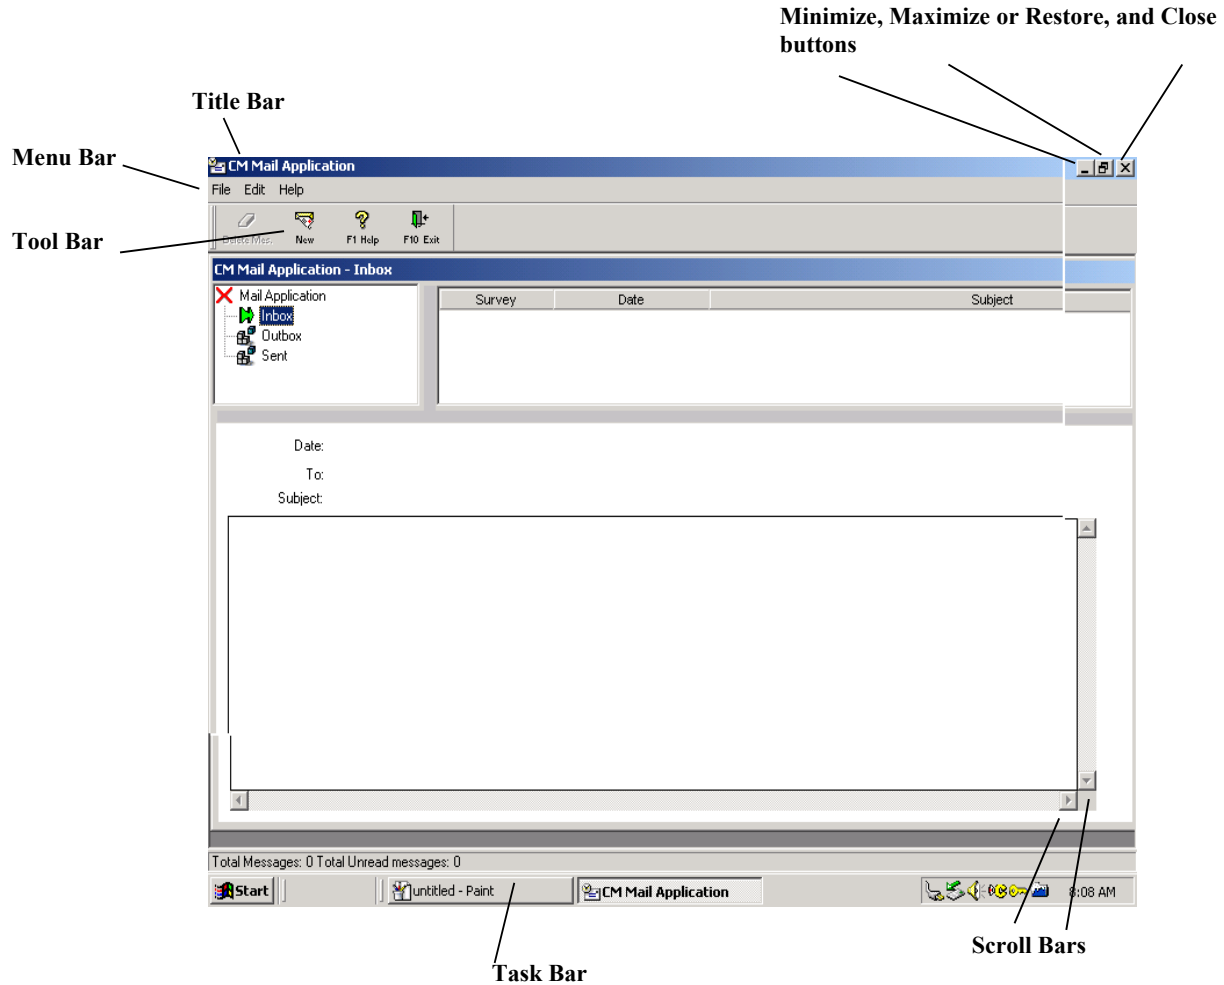 Minimize, Maximize or Restore, and Close
buttons
Title Bar
Menu Bar
CM Mail Application
File Edit Help
Tool Bar
Delete Mes. New F1 Help F10 Exit
CM Mail Application - Inbox
Mail Application
Survey Date Subject
Inbox
Outbox
Sent
Date:
To:
Subject:
Total Messages: 0 Total Unread messages: 0
Start untitled - Paint CM Mail Application 8:08 AM
Scroll Bars
Task Bar